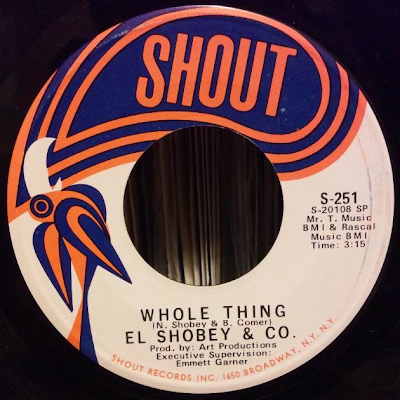 SHOUT
S-251
S-20108 SP
Mr. T. Music
BMI & Rascal
Music BMI
Time: 3:15
WHOLE THING
(N. Shobey & B. Comer)
EL SHOBEY & CO.
Prod. by: Art Productions
Executive Supervision:
Emmett Garner
SHOUT RECORDS INC. 1650 BROADWAY, N.Y. N.Y.